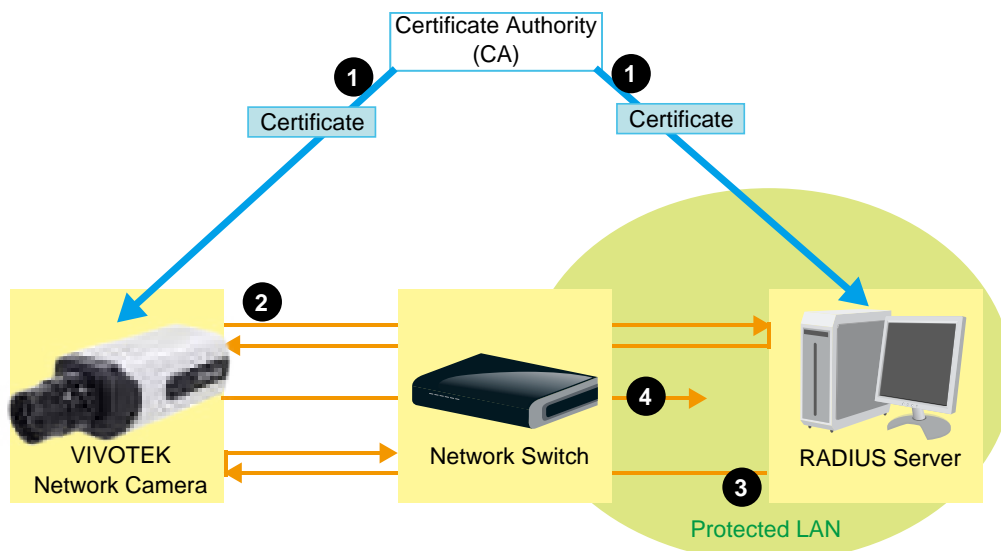 Certificate Authority
(CA)
1
1
Certificate
Certificate
2
4
VIVOTEK
Network Camera
Network Switch
RADIUS Server
3
Protected LAN